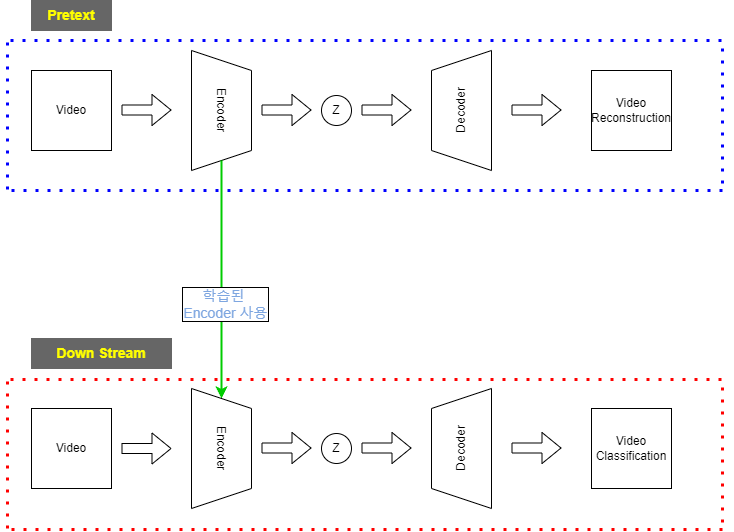 Pretext
Video
Encoder
Z
Decoder
Video
Reconstruction
학습된
Encoder 사용
Down Stream
Video
Encoder
Z
Decoder
Video
Classification